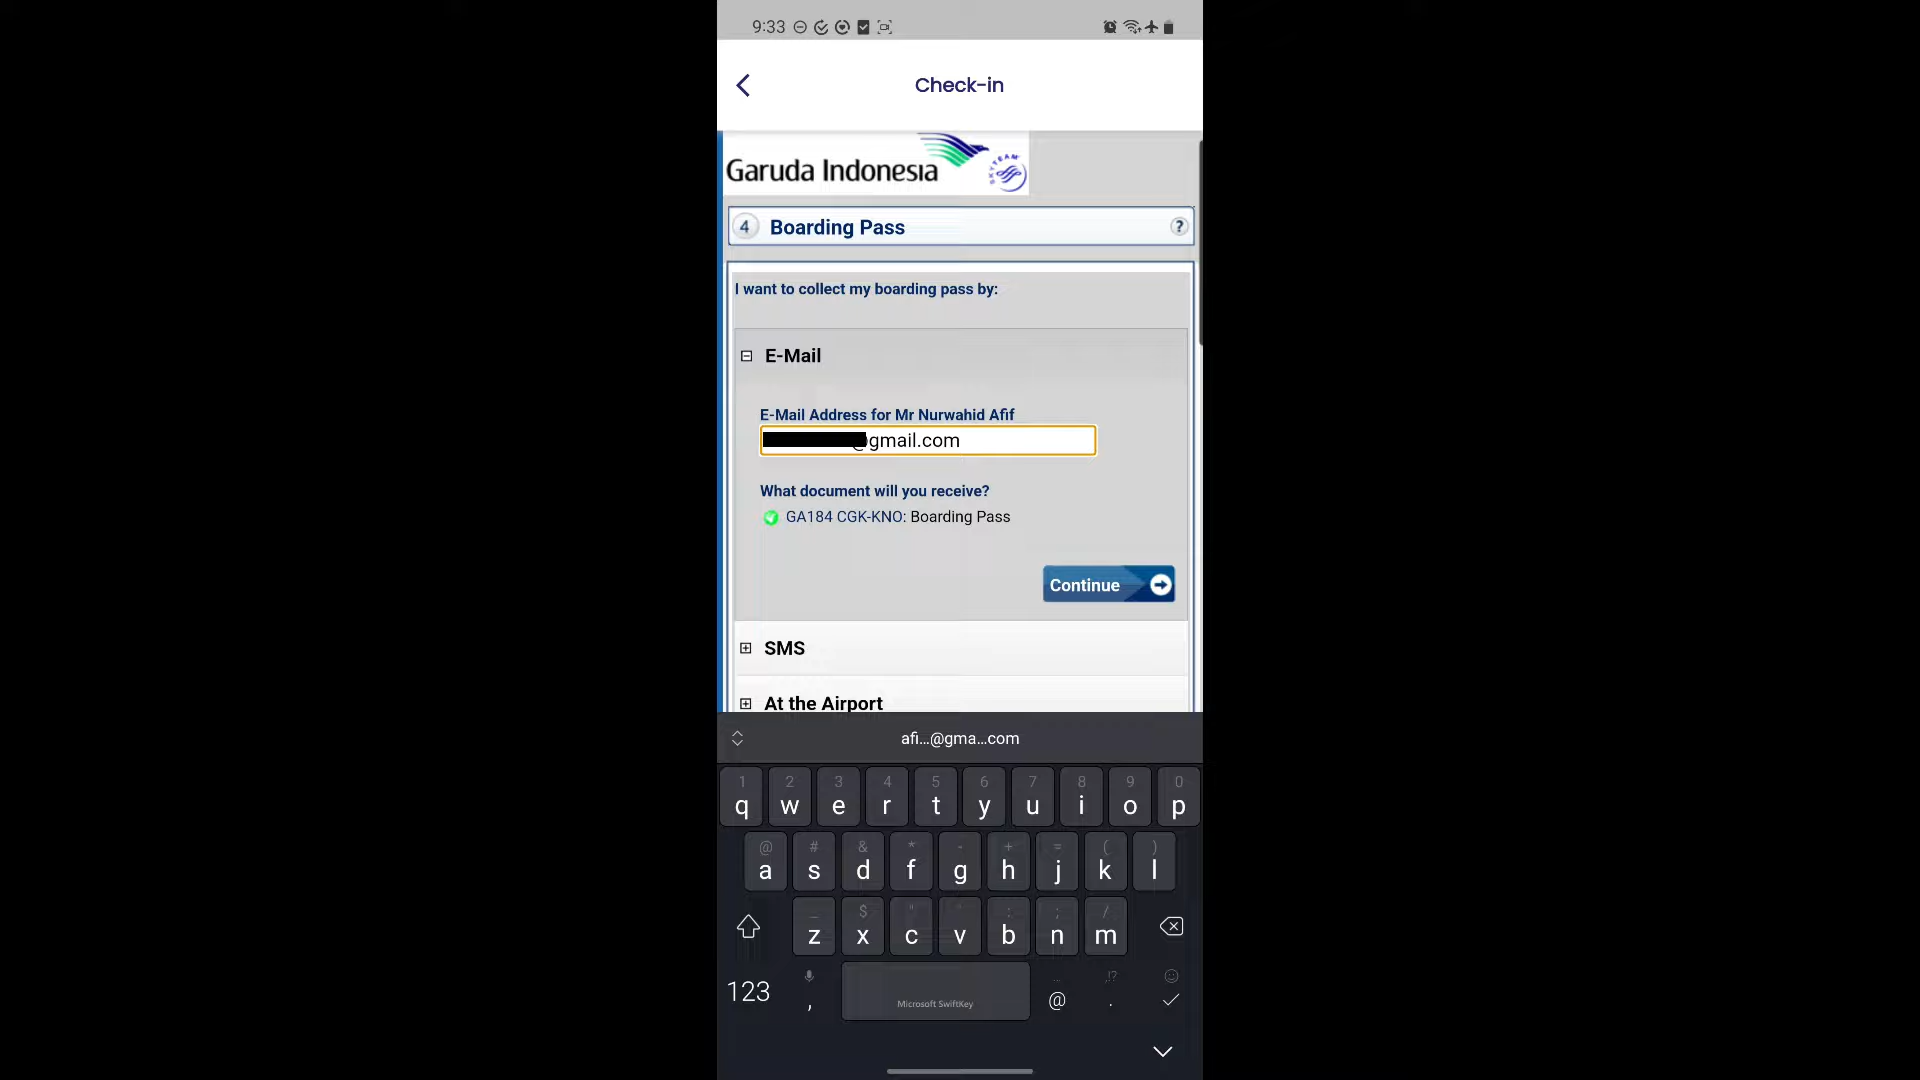 9:33
Check-in
Garuda Indonesia
SKYTEAM
4 Boarding Pass ?
I want to collect my boarding pass by:
E-Mail
E-Mail Address for Mr Nurwahid Afif
@gmail.com
What document will you receive?
GA184 CGK-KNO: Boarding Pass
Continue
SMS
At the Airport
afi...@gma...com
1 2 3 4 5 6 7 8 9 0
q w e r t y u i o p
@ # & * - + = ( )
a s d f g h j k l
_ $ " ' : ; /
z x c v b n m
123 , Microsoft SwiftKey @ . !?